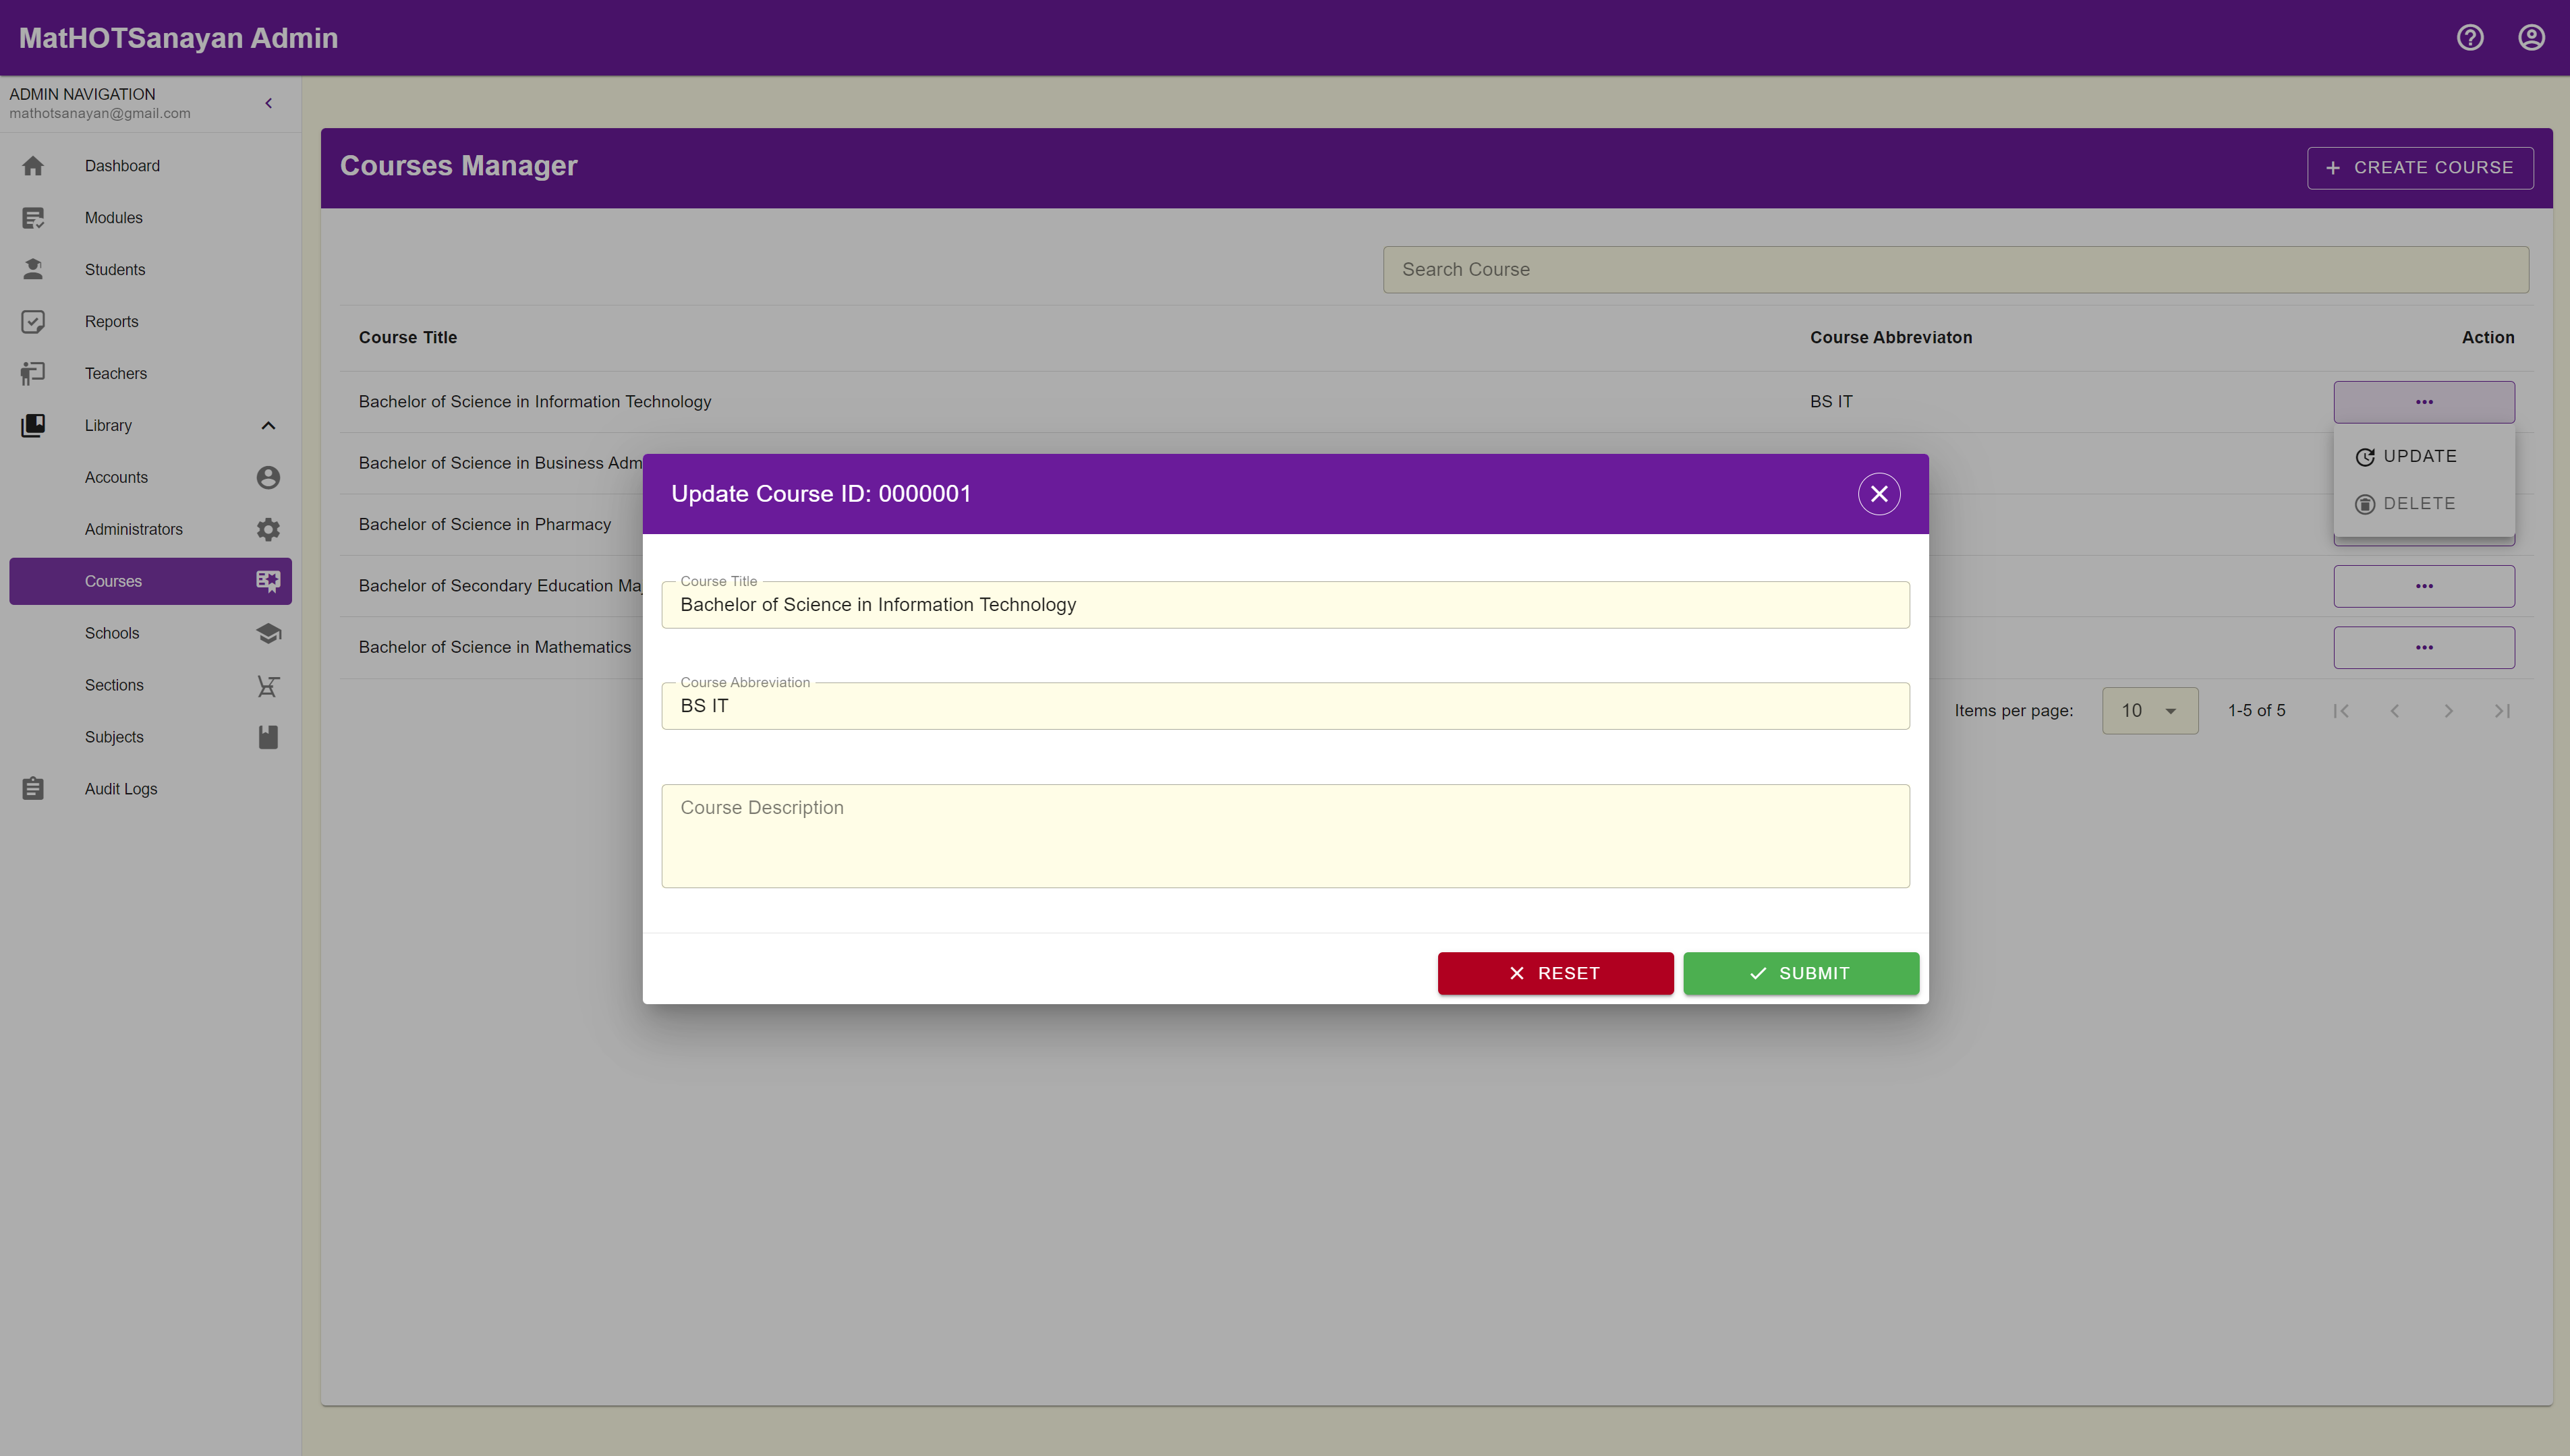 MatHOTSanayan Admin
ADMIN NAVIGATION
mathotsanayan@gmail.com
Dashboard
Modules
Students
Reports
Teachers
Library
Accounts
Administrators
Courses
Schools
Sections
Subjects
Audit Logs
Courses Manager
CREATE COURSE
Search Course
Course Title Course Abbreviaton Action
Bachelor of Science in Information Technology BS IT
UPDATE
DELETE
Bachelor of Science in Business
Bachelor of Science in Pharmacy
Bachelor of Secondary Education
Bachelor of Science in Mathematics
Items per page: 10 1-5 of 5
Update Course ID: 0000001
Course Title
Bachelor of Science in Information Technology
Course Abbreviation
BS IT
Course Description
RESET
SUBMIT